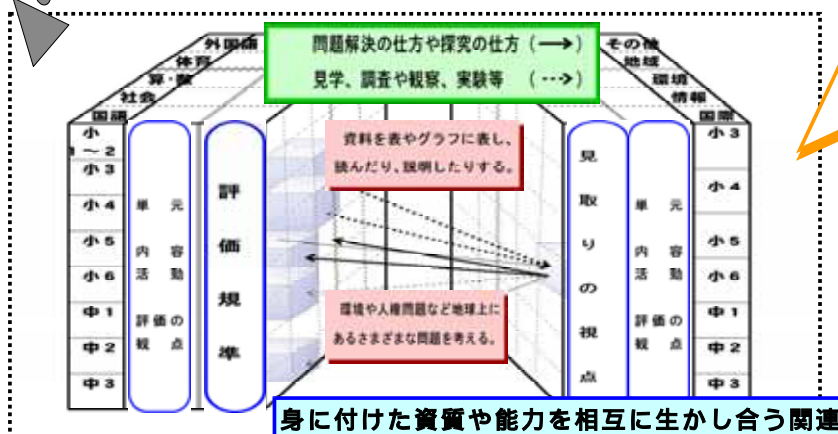 問題解決の仕方や探究の仕方(→)
見学、調査や観察、実験等 (⇢)
外国語
体育
算・数
社会
国語
その他
地域
環境
情報
国際
小
1~2
小3
小4
小5
小6
中1
中2
中3
単元
内容
活動
評価の
観点
評価規準
資料を表やグラフに表し、
読んだり、説明したりする。
環境や人権問題など地球上に
あるさまざまな問題を考える。
見取りの視点
単元
内容
活動
評価の
観点
小3
小4
小5
小6
中1
中2
中3
身に付けた資質や能力を相互に生かし合う関連